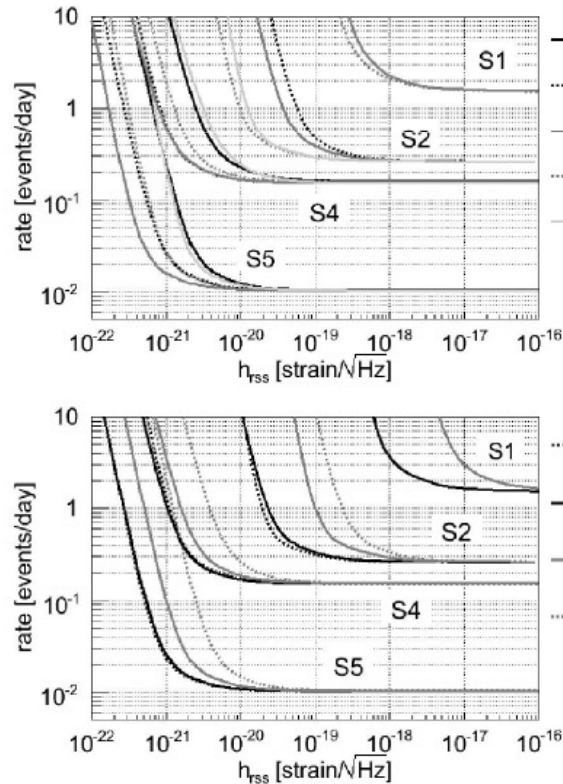 10
S1
1
S2
S4
10⁻¹
S5
10⁻²
rate [events/day]
10⁻²² 10⁻²¹ 10⁻²⁰ 10⁻¹⁹ 10⁻¹⁸ 10⁻¹⁷ 10⁻¹⁶
h_rss [strain/√Hz]
10
S1
1
S2
S4
10⁻¹
S5
10⁻²
rate [events/day]
10⁻²² 10⁻²¹ 10⁻²⁰ 10⁻¹⁹ 10⁻¹⁸ 10⁻¹⁷ 10⁻¹⁶
h_rss [strain/√Hz]